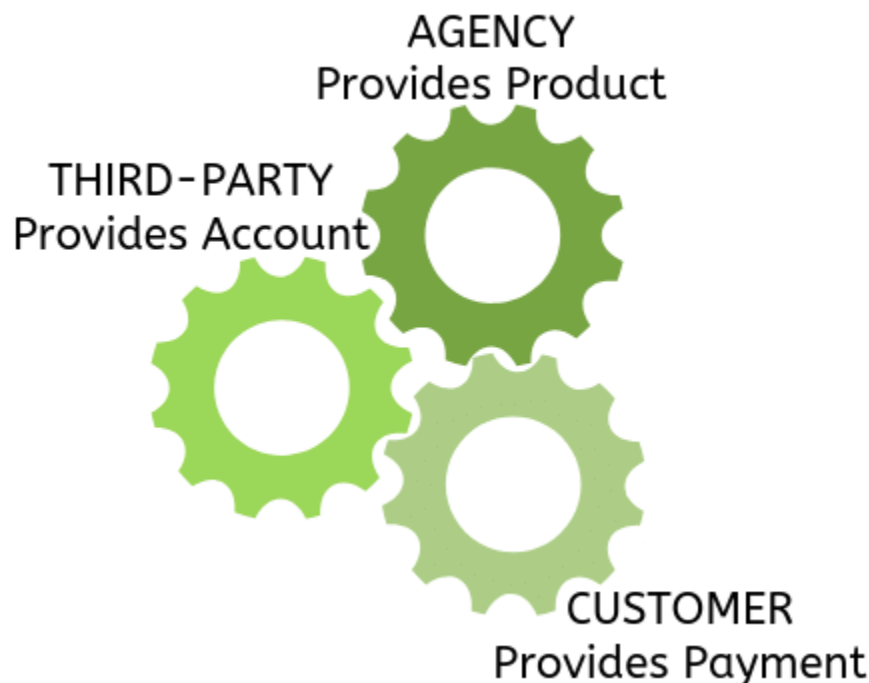 AGENCY
Provides Product
THIRD-PARTY
Provides Account
CUSTOMER
Provides Payment